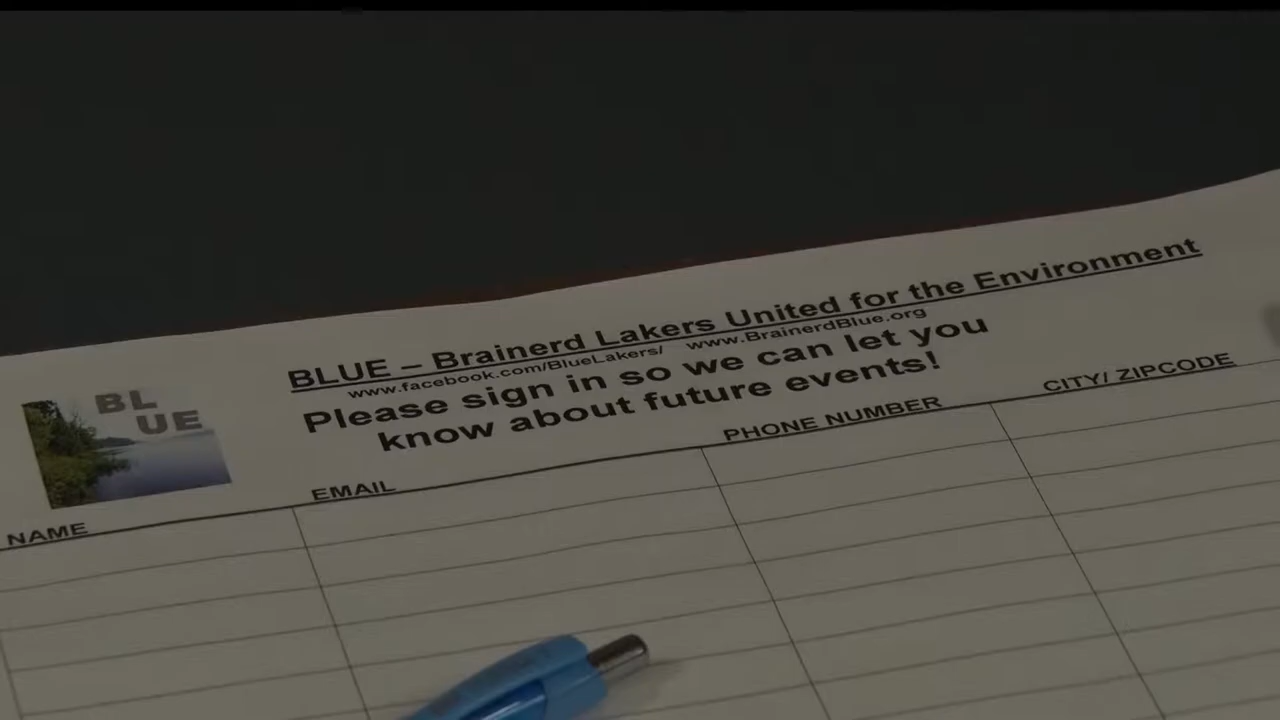 BLUE – Brainerd Lakers United for the Environment
www.facebook.com/BlueLakers/ www.BrainerdBlue.org
Please sign in so we can let you
know about future events!
BL
UE
NAME EMAIL PHONE NUMBER CITY/ ZIPCODE